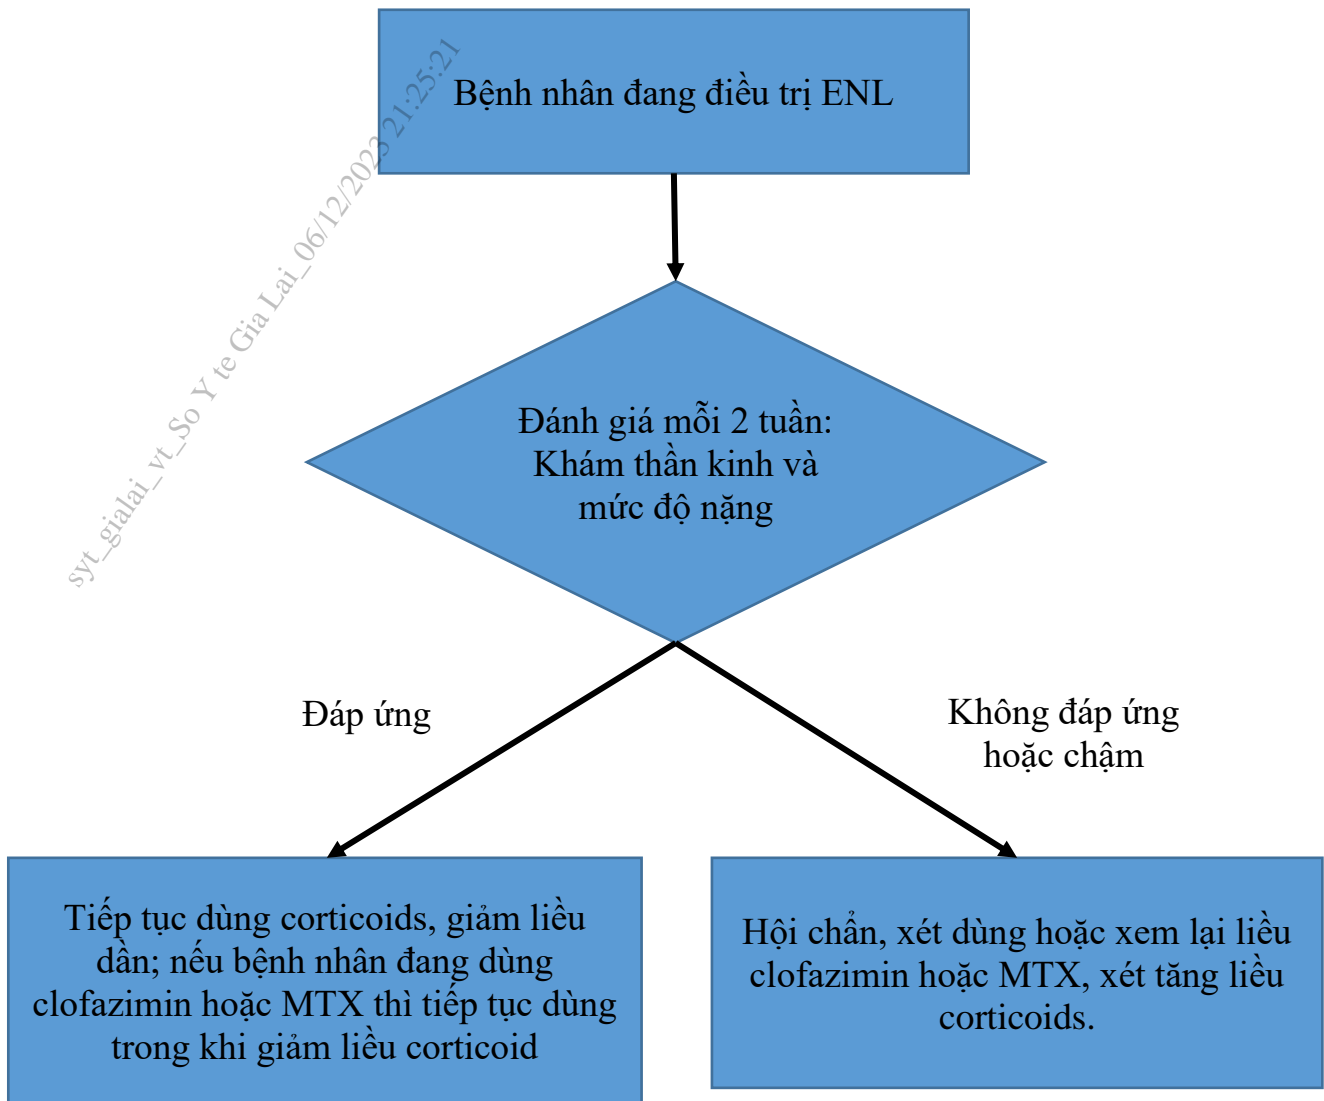 Bệnh nhân đang điều trị ENL
syt_gialai_vt_So Y te Gia Lai_06/12/2023 21:25:21
Đánh giá mỗi 2 tuần:
Khám thần kinh và
mức độ nặng
Đáp ứng
Không đáp ứng
hoặc chậm
Tiếp tục dùng corticoids, giảm liều
dần; nếu bệnh nhân đang dùng
clofazimin hoặc MTX thì tiếp tục dùng
trong khi giảm liều corticoid
Hội chẩn, xét dùng hoặc xem lại liều
clofazimin hoặc MTX, xét tăng liều
corticoids.